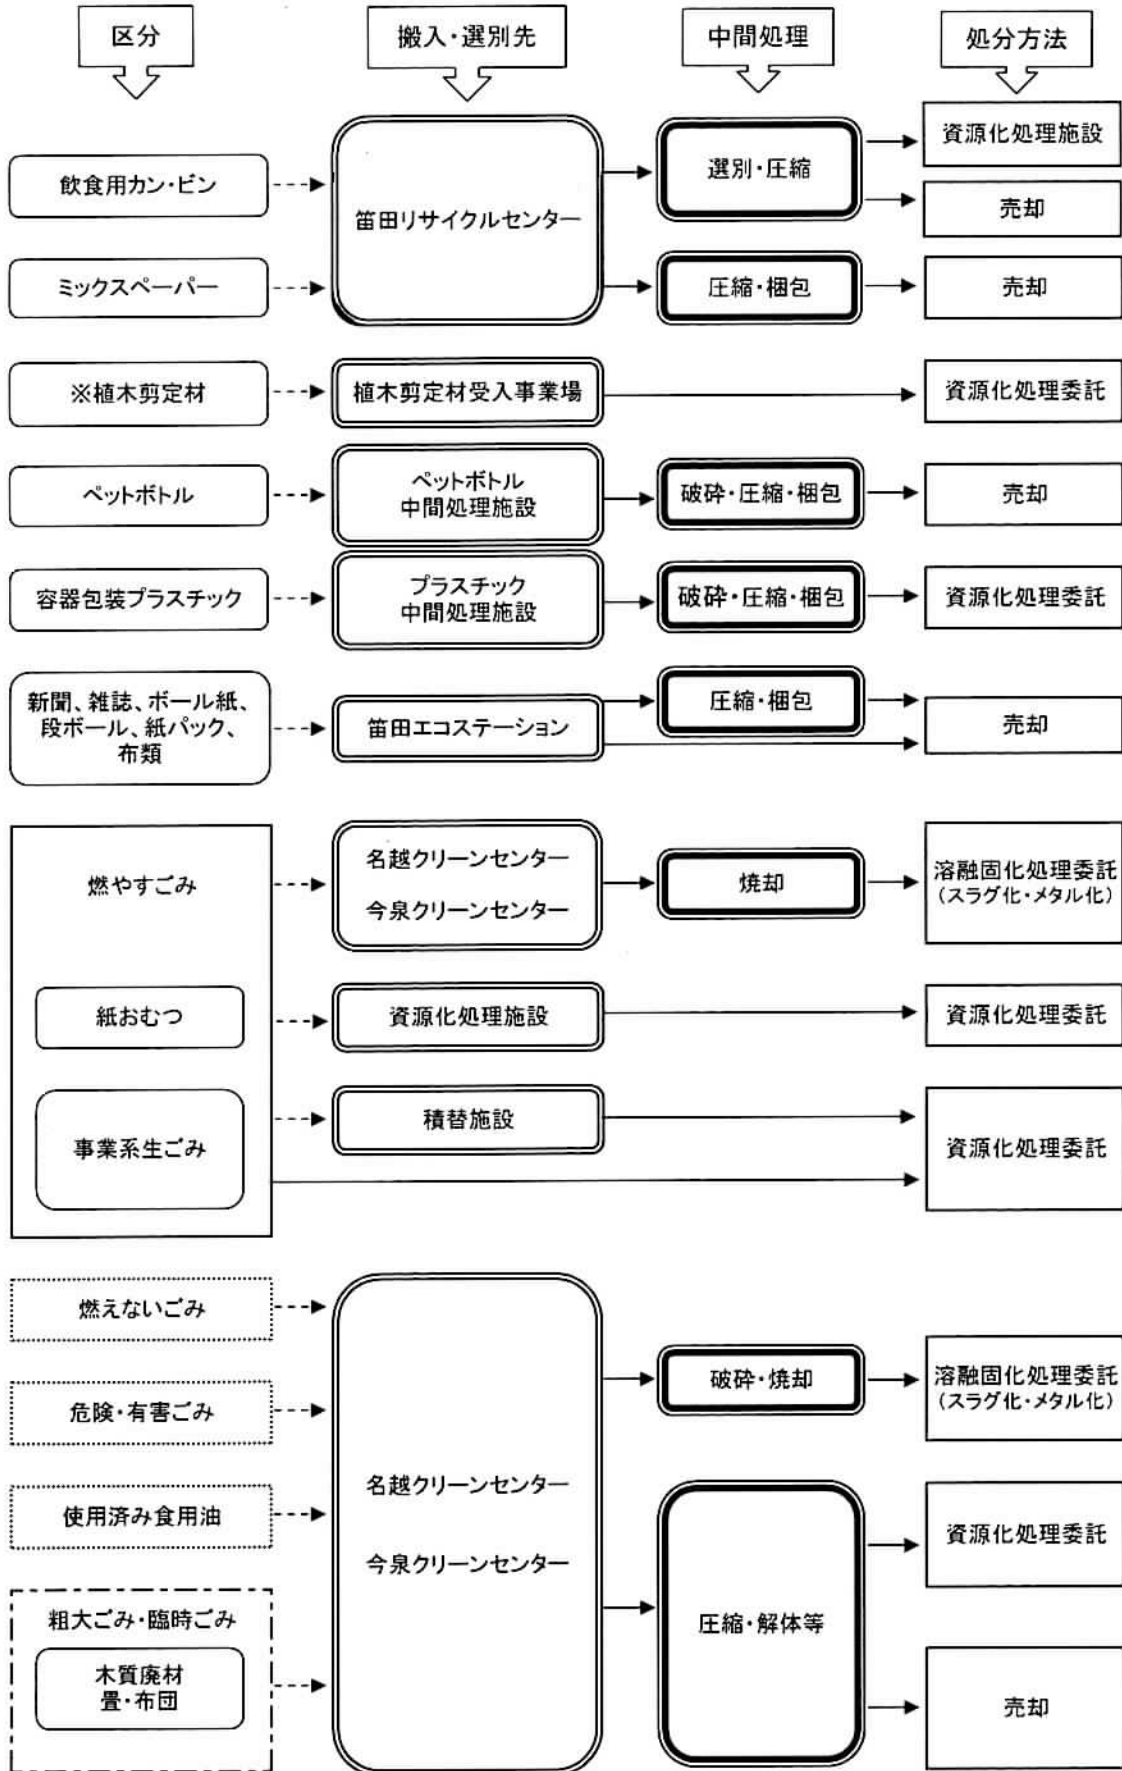 区分
搬入・選別先
中間処理
処分方法
飲食用カン・ビン
ミックスペーパー
笛田リサイクルセンター
選別・圧縮
圧縮・梱包
資源化処理施設
売却
売却
※植木剪定材
植木剪定材受入事業場
資源化処理委託
ペットボトル
ペットボトル
中間処理施設
破砕・圧縮・梱包
売却
容器包装プラスチック
プラスチック
中間処理施設
破砕・圧縮・梱包
資源化処理委託
新聞、雑誌、ボール紙、
段ボール、紙パック、
布類
笛田エコステーション
圧縮・梱包
売却
燃やすごみ
名越クリーンセンター
今泉クリーンセンター
焼却
溶融固化処理委託
(スラグ化・メタル化)
紙おむつ
資源化処理施設
資源化処理委託
事業系生ごみ
積替施設
資源化処理委託
燃えないごみ
危険・有害ごみ
使用済み食用油
粗大ごみ・臨時ごみ
木質廃材
畳・布団
名越クリーンセンター
今泉クリーンセンター
破砕・焼却
溶融固化処理委託
(スラグ化・メタル化)
圧縮・解体等
資源化処理委託
売却